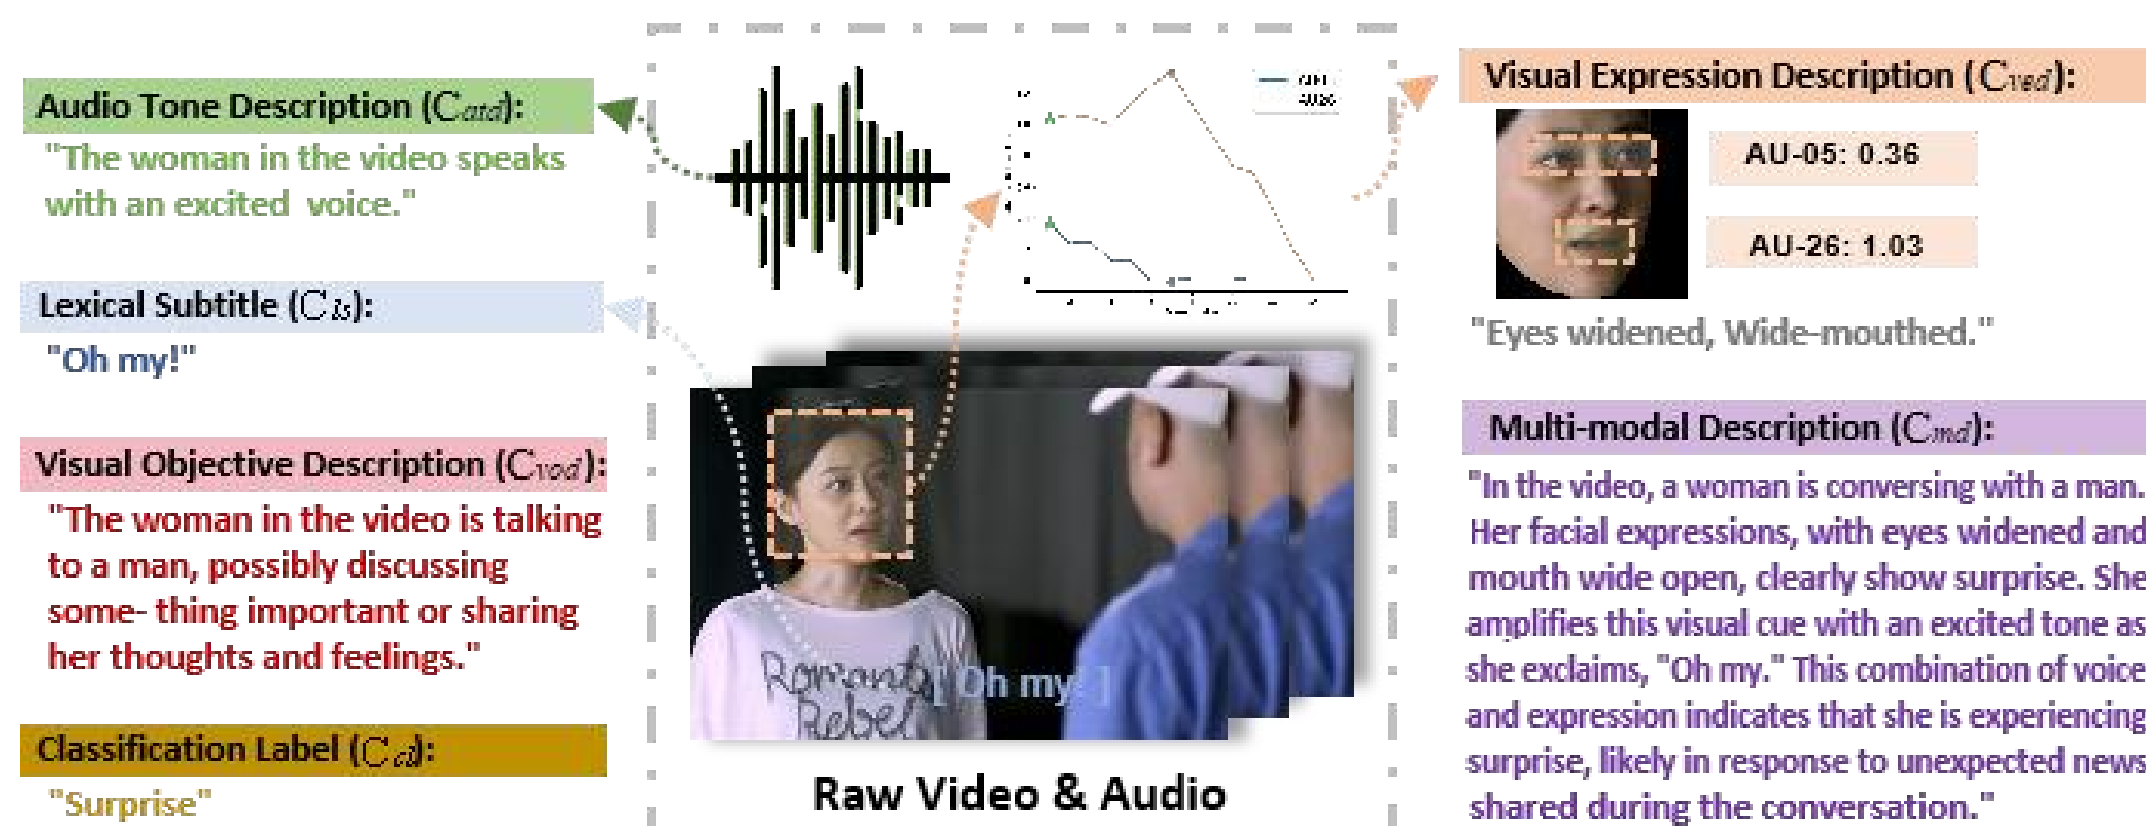 Audio Tone Description (Catd):
"The woman in the video speaks
with an excited voice."
Lexical Subtitle (Cls):
"Oh my!"
Visual Objective Description (Cvod):
"The woman in the video is talking
to a man, possibly discussing
some- thing important or sharing
her thoughts and feelings."
Classification Label (Ccl):
"Surprise"
AU26
Romantic
Rebel
[ Oh my! ]
Raw Video & Audio
Visual Expression Description (Cved):
AU-05: 0.36
AU-26: 1.03
"Eyes widened, Wide-mouthed."
Multi-modal Description (Cmd):
"In the video, a woman is conversing with a man.
Her facial expressions, with eyes widened and
mouth wide open, clearly show surprise. She
amplifies this visual cue with an excited tone as
she exclaims, "Oh my." This combination of voice
and expression indicates that she is experiencing
surprise, likely in response to unexpected news
shared during the conversation."